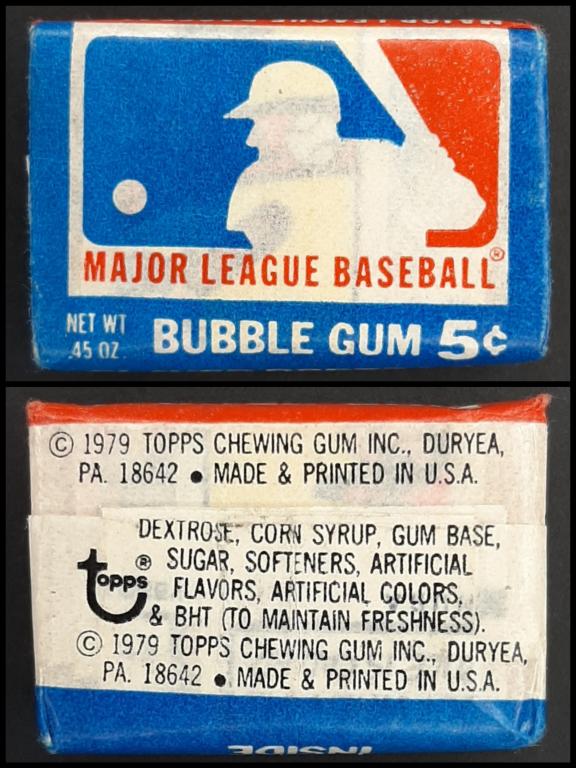 MAJOR LEAGUE BASEBALL®
NET WT
.45 OZ.
BUBBLE GUM 5¢
© 1979 TOPPS CHEWING GUM INC., DURYEA,
PA. 18642 ● MADE & PRINTED IN U.S.A.
DEXTROSE, CORN SYRUP, GUM BASE,
topps® SUGAR, SOFTENERS, ARTIFICIAL
FLAVORS, ARTIFICIAL COLORS,
& BHT (TO MAINTAIN FRESHNESS).
© 1979 TOPPS CHEWING GUM INC., DURYEA,
PA. 18642 ● MADE & PRINTED IN U.S.A.
INSIDE